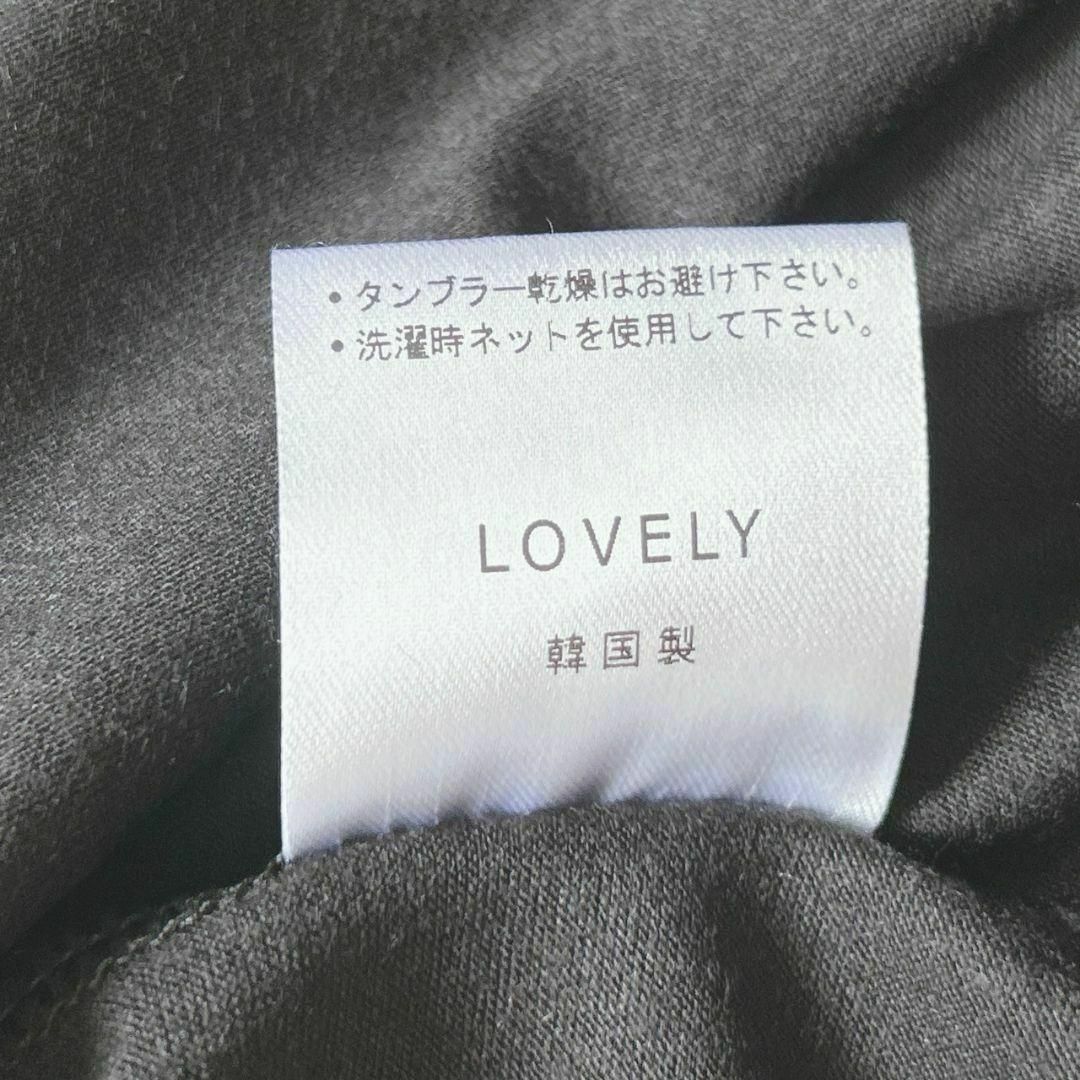 ・タンブラー乾燥はお避け下さい。
・洗濯時ネットを使用して下さい。
LOVELY
韓国製